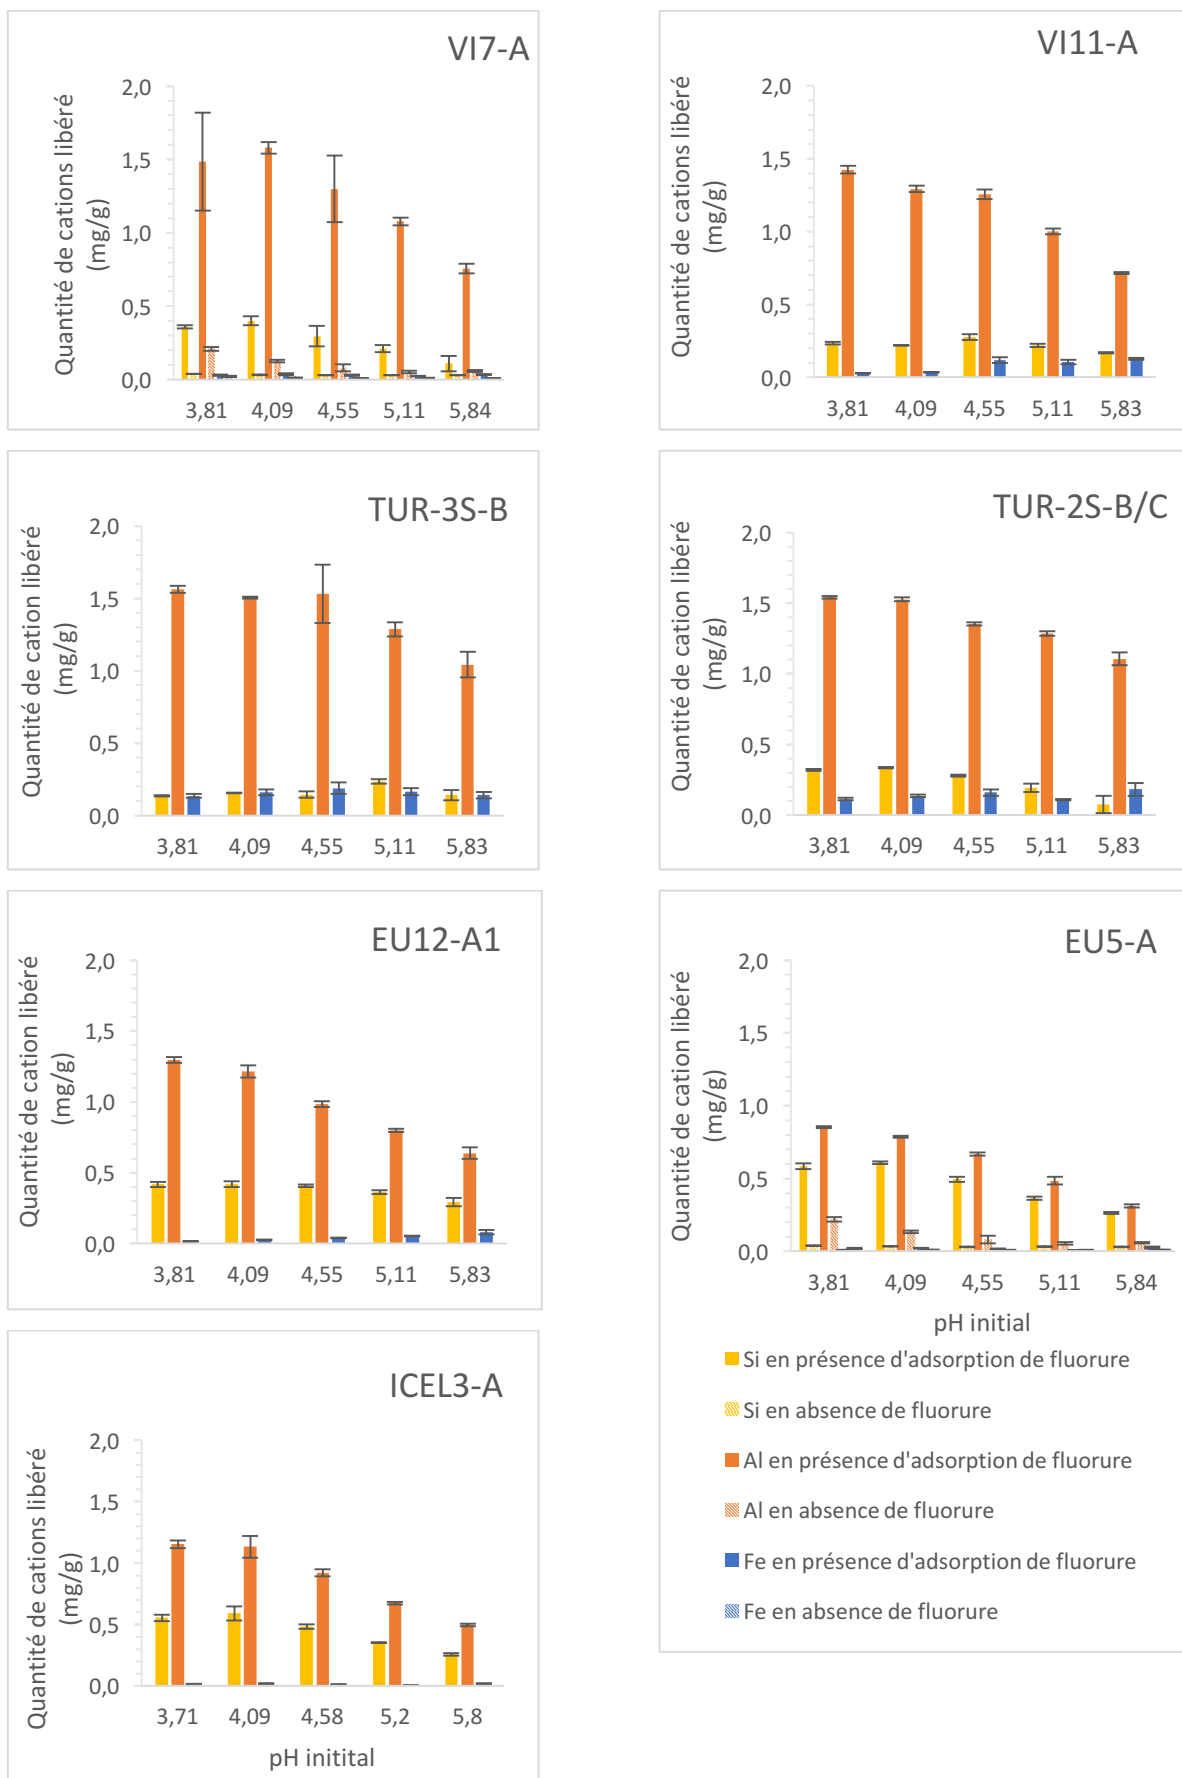 VI7-A
Quantité de cations libéré
(mg/g)
2,0
1,5
1,0
0,5
0,0
3,81 4,09 4,55 5,11 5,84
VI11-A
Quantité de cations libéré
(mg/g)
2,0
1,5
1,0
0,5
0,0
3,81 4,09 4,55 5,11 5,83
TUR-3S-B
Quantité de cation libéré
(mg/g)
2,0
1,5
1,0
0,5
0,0
3,81 4,09 4,55 5,11 5,83
TUR-2S-B/C
Quantité de cation libéré
(mg/g)
2,0
1,5
1,0
0,5
0,0
3,81 4,09 4,55 5,11 5,83
EU12-A1
Quantité de cation libéré
(mg/g)
2,0
1,5
1,0
0,5
0,0
3,81 4,09 4,55 5,11 5,83
EU5-A
Quantité de cation libéré
(mg/g)
2,0
1,5
1,0
0,5
0,0
3,81 4,09 4,55 5,11 5,84
pH initial
Si en présence d'adsorption de fluorure
Si en absence de fluorure
Al en présence d'adsorption de fluorure
Al en absence de fluorure
Fe en présence d'adsorption de fluorure
Fe en absence de fluorure
ICEL3-A
Quantité de cations libéré
(mg/g)
2,0
1,5
1,0
0,5
0,0
3,71 4,09 4,58 5,2 5,8
pH initital